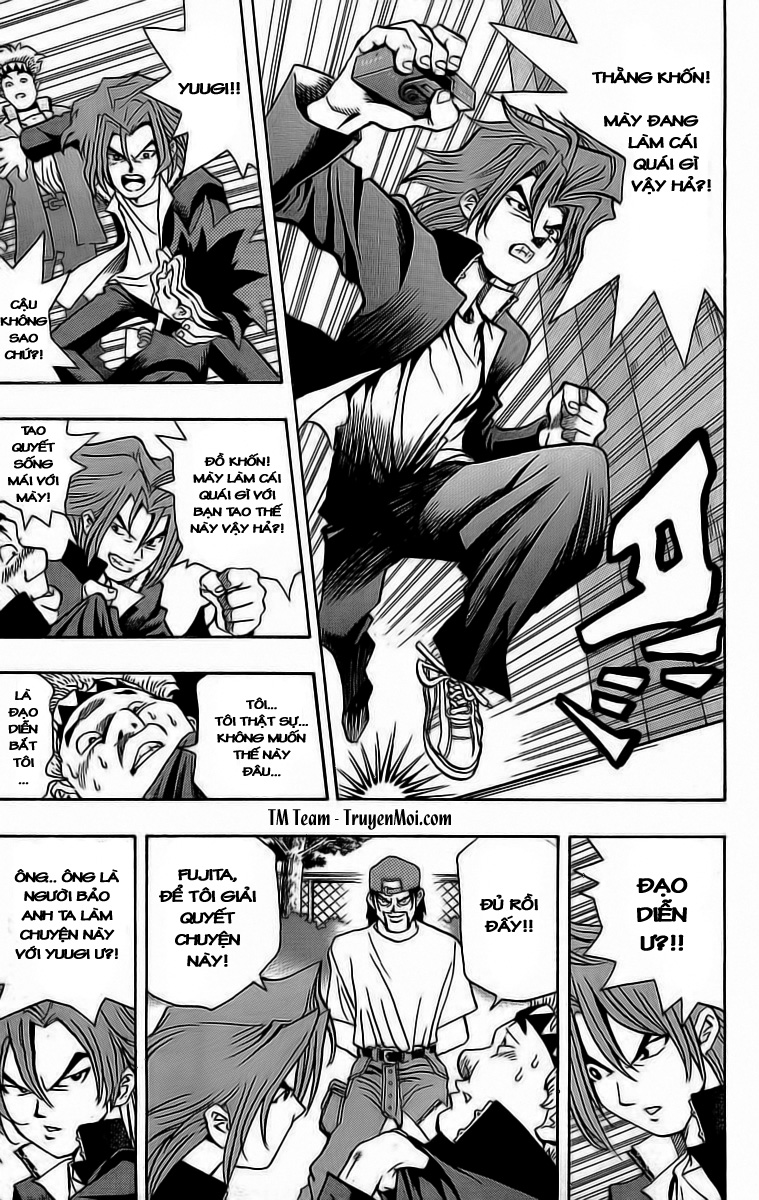 THẰNG KHỐN!
MÀY ĐANG
LÀM CÁI
QUÁI GÌ
VẬY HẢ?!
YUUGI!!
CẬU
KHÔNG
SAO
CHỨ?!
ĐỒ KHỐN!
MÀY LÀM CÁI
QUÁI GÌ VỚI
BẠN TAO THẾ
NÀY VẬY HẢ?!
TAO
QUYẾT
SỐNG
MÁI VỚI
MÀY!
TÔI...
TÔI THẬT SỰ...
KHÔNG MUỐN
THẾ NÀY
ĐÂU...
LÀ
ĐẠO
DIỄN
BẮT
TÔI
...
TM Team - TruyenMoi.com
ĐẠO
DIỄN
Ư?!!
ĐỦ RỒI
ĐẤY!!
FUJITA,
ĐỂ TÔI GIẢI
QUYẾT
CHUYỆN
NÀY!
ÔNG.. ÔNG LÀ
NGƯỜI BẢO
ANH TA LÀM
CHUYỆN NÀY
VỚI YUUGI Ư?!